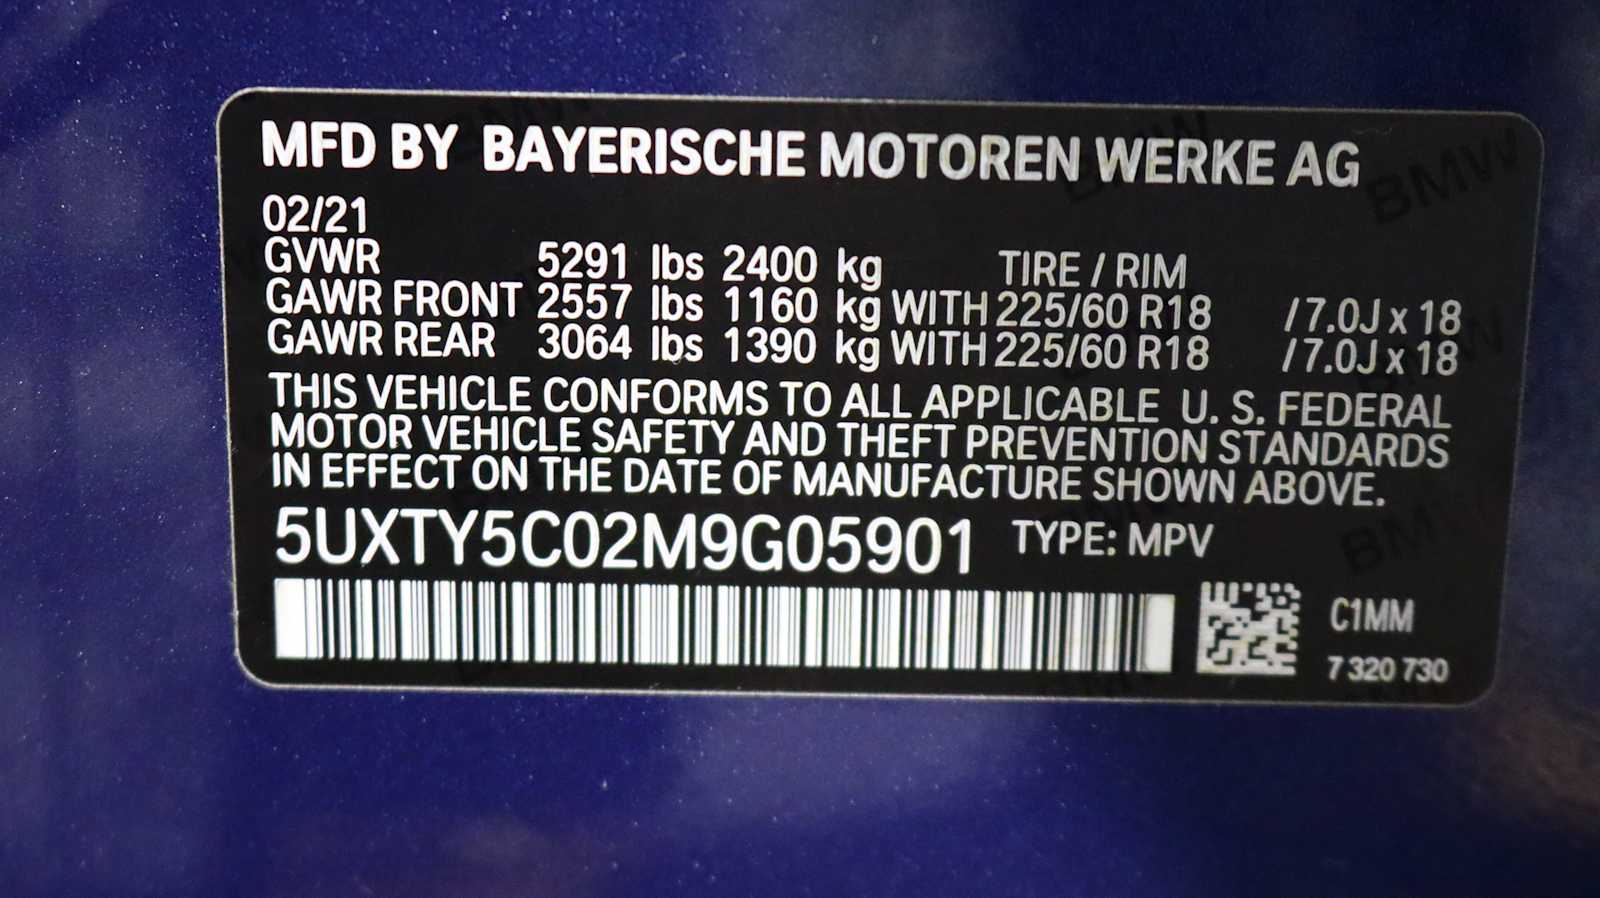 MFD BY BAYERISCHE MOTOREN WERKE AG
02/21
GVWR 5291 lbs 2400 kg TIRE / RIM
GAWR FRONT 2557 lbs 1160 kg WITH 225/60 R18 /7.0J x 18
GAWR REAR 3064 lbs 1390 kg WITH 225/60 R18 /7.0J x 18
THIS VEHICLE CONFORMS TO ALL APPLICABLE U. S. FEDERAL
MOTOR VEHICLE SAFETY AND THEFT PREVENTION STANDARDS
IN EFFECT ON THE DATE OF MANUFACTURE SHOWN ABOVE.
5UXTY5C02M9G05901 TYPE: MPV
C1MM
7 320 730